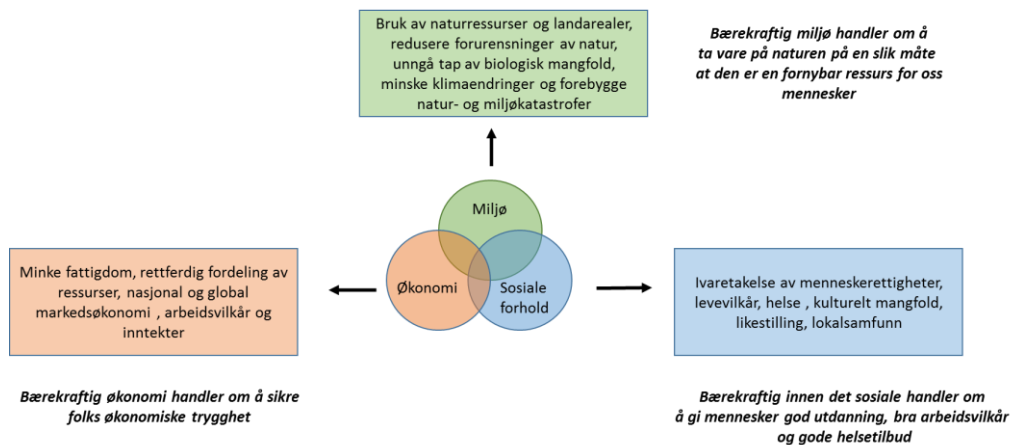 Bruk av naturressurser og landarealer,
redusere forurensninger av natur,
unngå tap av biologisk mangfold,
minske klimaendringer og forebygge
natur- og miljøkatastrofer
Bærekraftig miljø handler om å
ta vare på naturen på en slik måte
at den er en fornybar ressurs for oss
mennesker
Miljø
Økonomi
Sosiale
forhold
Minke fattigdom, rettferdig fordeling av
ressurser, nasjonal og global
markedsøkonomi , arbeidsvilkår og
inntekter
Ivaretakelse av menneskerettigheter,
levevilkår, helse , kulturelt mangfold,
likestilling, lokalsamfunn
Bærekraftig økonomi handler om å sikre
folks økonomiske trygghet
Bærekraftig innen det sosiale handler om
å gi mennesker god utdanning, bra arbeidsvilkår
og gode helsetilbud